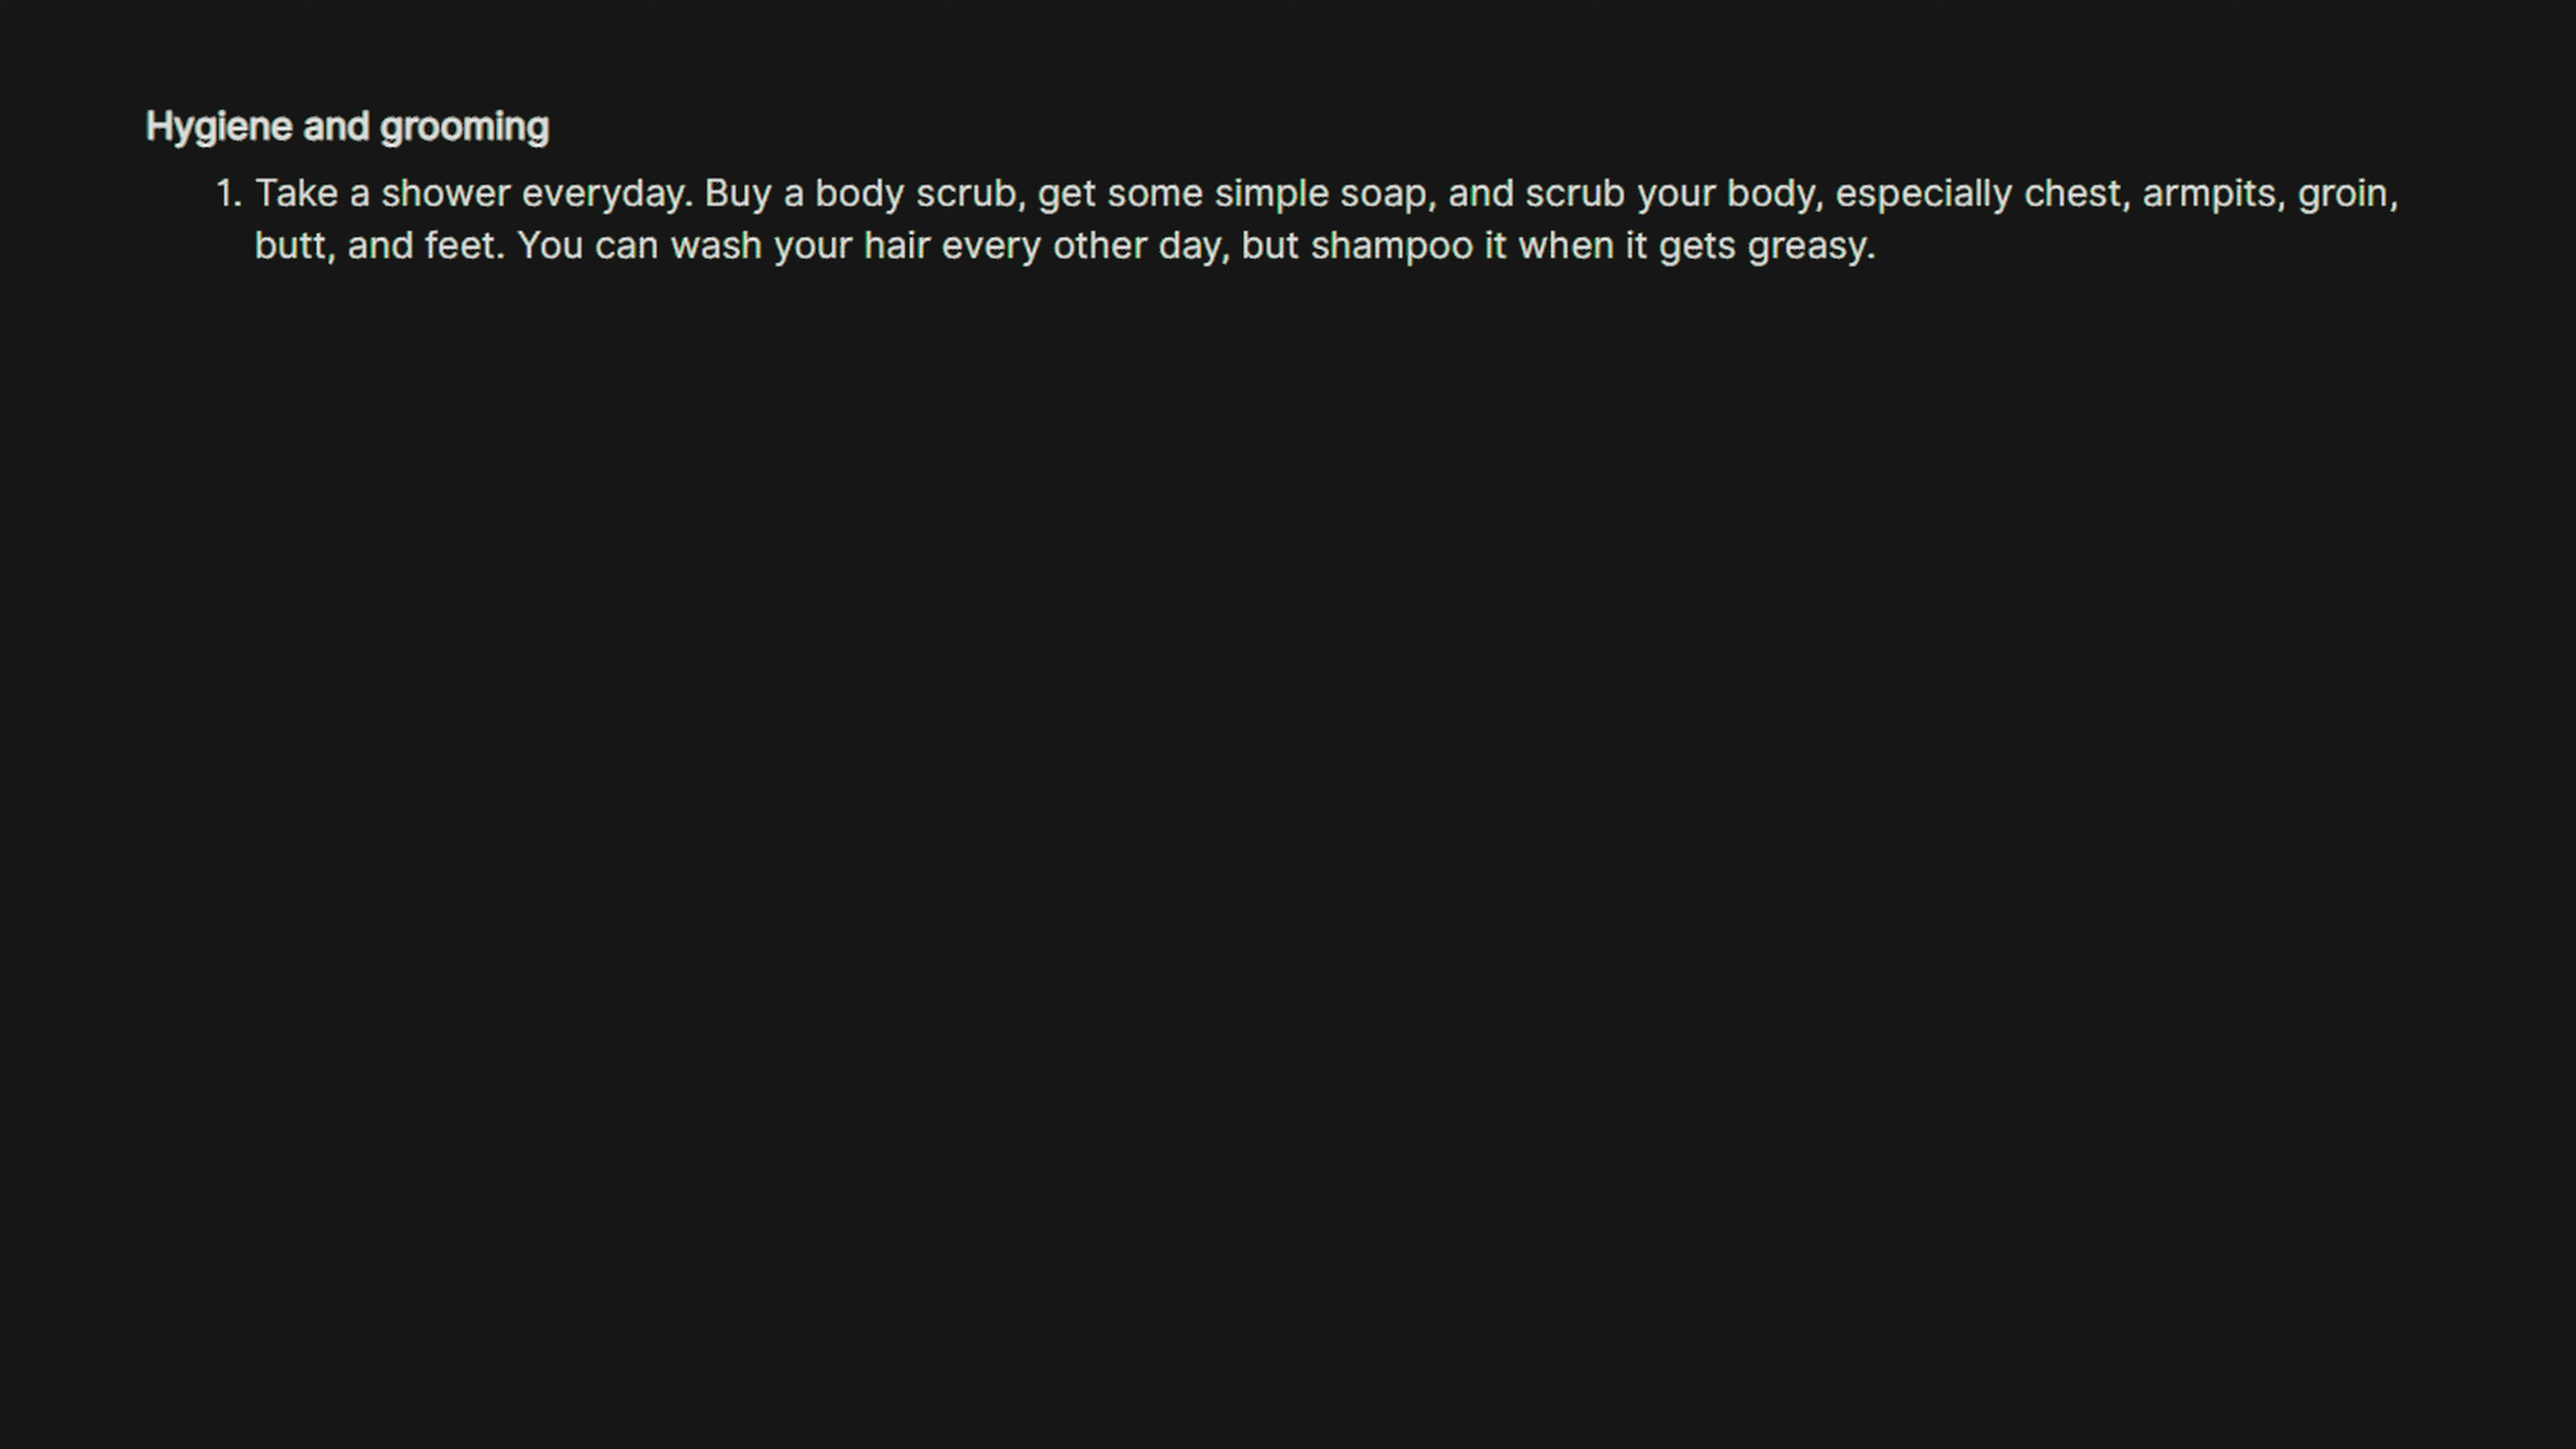 Hygiene and grooming
1. Take a shower everyday. Buy a body scrub, get some simple soap, and scrub your body, especially chest, armpits, groin,
butt, and feet. You can wash your hair every other day, but shampoo it when it gets greasy.